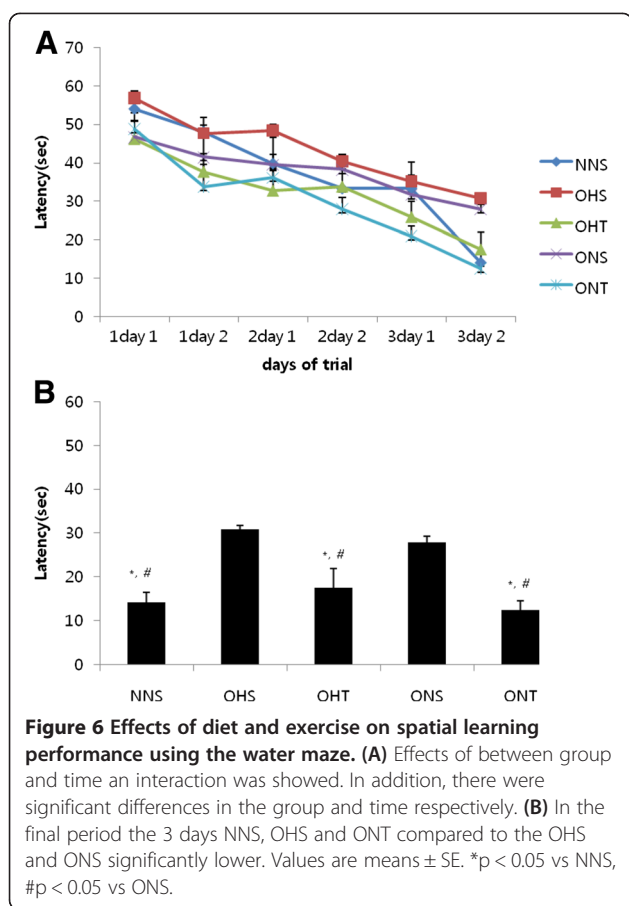 A
70
60
50
40
30
20
10
0
Latency(sec)
1day 1 1day 2 2day 1 2day 2 3day 1 3day 2
days of trial
NNS
OHS
OHT
ONS
ONT
B
60
50
40
30
20
10
0
Latency(sec)
*, # *, # *, #
NNS OHS OHT ONS ONT
Figure 6 Effects of diet and exercise on spatial learning
performance using the water maze. (A) Effects of between group
and time an interaction was showed. In addition, there were
significant differences in the group and time respectively. (B) In the
final period the 3 days NNS, OHS and ONT compared to the OHS
and ONS significantly lower. Values are means ± SE. *p < 0.05 vs NNS,
#p < 0.05 vs ONS.